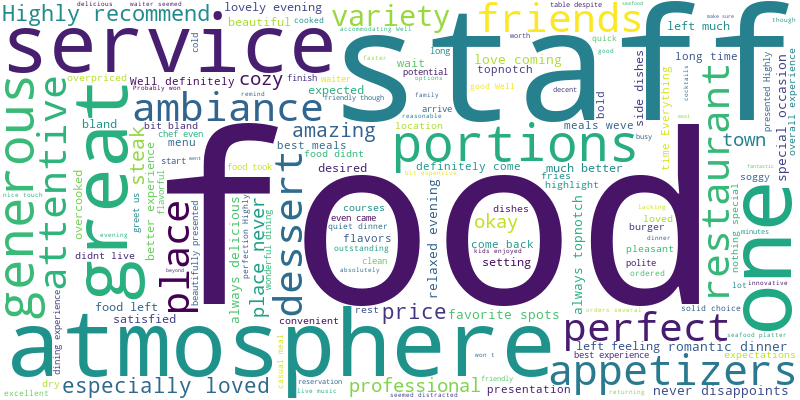 delicious
waiter seemed
lovely evening
variety
friends
table despite
seafood
accommodating Well
make sure
though
Highly recommend
beautiful
cooked
left much
service
staff
cold
long
quick
worth
good
love coming
long time
overpriced
wait
faster
potential
topnotch
options
Well definitely
cozy
finish
waiter
expected
remind
Probably won
friendly though
family
good Well
decent
reasonable
bold
side dishes
cocktails
presented Highly
time Everything
special occasion
generous
attentive
great
ambiance
arrive
location
meals weve
town
bland
bit bland
chef even
steak
amazing
menu
best meals
portions
busy
meal
restaurant
one
start
went
food didnt
definitely come
much better
soggy
food took
desired
fries
highlight
bit expensive
nice touch
overcooked
greet us
better experience
flavorful
place
beautifully presented
perfection Highly
dessert
food
courses
dishes
lacking
loved
nothing special
fantastic
didnt live
even came
okay
burger
minutes
evening
quiet dinner
flavors
come back
dinner
pleasant
outstanding
kids enjoyed
polite
clean
setting
ordered
absolutely
always delicious
place never
wonderful dining
relaxed evening
always topnotch
expectations
lot
innovative
beyond
food left
satisfied
dining experience
rest
price
favorite spots
orders several
solid choice
convenient
perfect
seafood platter
atmosphere
left feeling
romantic dinner
best experience
expectations
dry
excellent
especially loved
casual meal
reservation
live music
won t
professional
friendly
seemed distracted
presentation
appetizers
returning
never disappoints